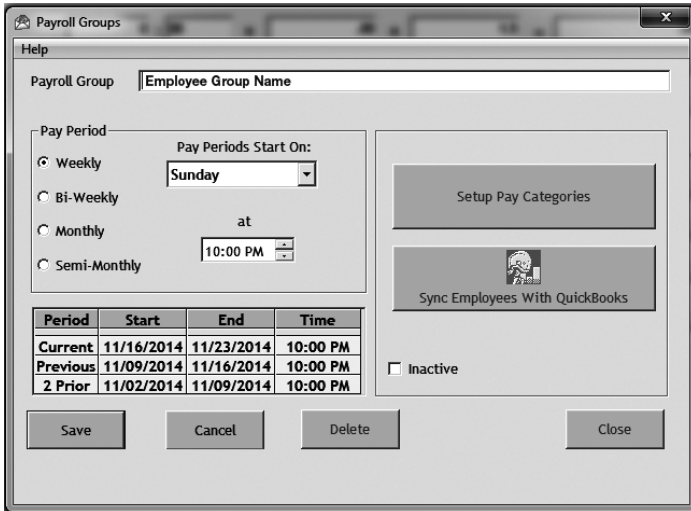 Payroll Groups
x
Help
Payroll Group Employee Group Name
Pay Period
Pay Periods Start On:
Weekly
Sunday
Bi-Weekly
at
Monthly
10:00 PM
Semi-Monthly
Setup Pay Categories
Sync Employees With QuickBooks
Period Start End Time
Current 11/16/2014 11/23/2014 10:00 PM
Previous 11/09/2014 11/16/2014 10:00 PM
2 Prior 11/02/2014 11/09/2014 10:00 PM
Inactive
Save Cancel Delete Close